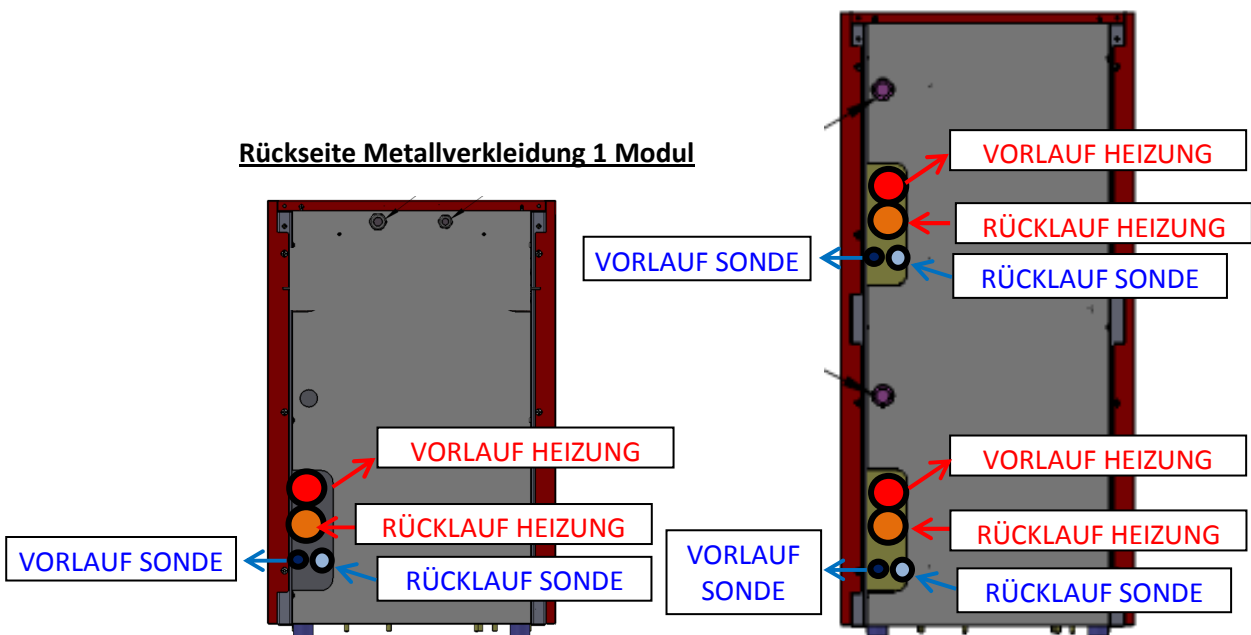 Rückseite Metallverkleidung 1 Modul
VORLAUF HEIZUNG
RÜCKLAUF HEIZUNG
VORLAUF SONDE
RÜCKLAUF SONDE
VORLAUF HEIZUNG
RÜCKLAUF HEIZUNG
VORLAUF SONDE
RÜCKLAUF SONDE
VORLAUF HEIZUNG
RÜCKLAUF HEIZUNG
VORLAUF
SONDE
RÜCKLAUF SONDE